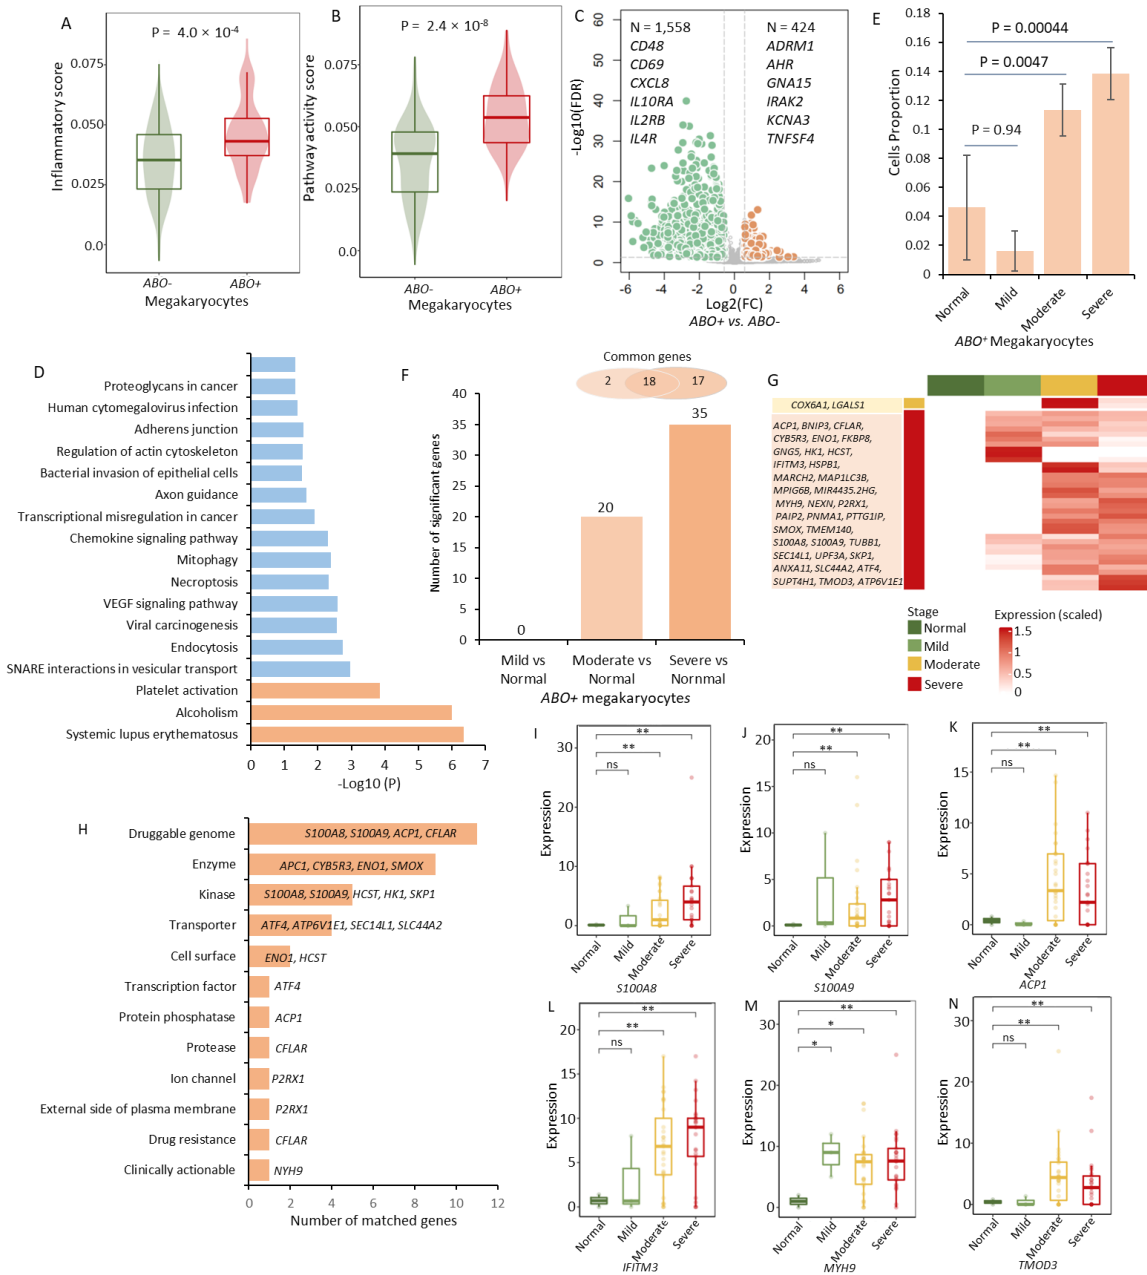 A
P = 4.0 × 10-4
Inflammatory score
0.075
0.050
0.025
0.0
ABO-
ABO+
Megakaryocytes
B
P = 2.4 × 10-8
Pathway activity score
0.075
0.050
0.025
0.0
ABO-
ABO+
Megakaryocytes
C
-Log10(FDR)
60
50
40
30
20
10
0
N = 1,558
CD48
CD69
CXCL8
IL10RA
IL2RB
IL4R
N = 424
ADRM1
AHR
GNA15
IRAK2
KCNA3
TNFSF4
-6 -4 -2 0 2 4 6
Log2(FC)
ABO+ vs. ABO-
E
Cells Proportion
0.18
0.16
0.14
0.12
0.1
0.08
0.06
0.04
0.02
0
P = 0.00044
P = 0.0047
P = 0.94
Normal
Mild
Moderate
Severe
ABO+ Megakaryocytes
D
Proteoglycans in cancer
Human cytomegalovirus infection
Adherens junction
Regulation of actin cytoskeleton
Bacterial invasion of epithelial cells
Axon guidance
Transcriptional misregulation in cancer
Chemokine signaling pathway
Mitophagy
Necroptosis
VEGF signaling pathway
Viral carcinogenesis
Endocytosis
SNARE interactions in vesicular transport
Platelet activation
Alcoholism
Systemic lupus erythematosus
0 1 2 3 4 5 6 7
-Log10 (P)
F
Common genes
2 18 17
Number of significant genes
40
35
30
25
20
15
10
5
0
0
20
35
Mild vs Normal
Moderate vs Normal
Severe vs Nornmal
ABO+ megakaryocytes
G
COX6A1, LGALS1
ACP1, BNIP3, CFLAR,
CYB5R3, ENO1, FKBP8,
GNG5, HK1, HCST,
IFITM3, HSPB1,
MARCH2, MAP1LC3B,
MPIG6B, MIR4435.2HG,
MYH9, NEXN, P2RX1,
PAIP2, PNMA1, PTTG1IP,
SMOX, TMEM140,
S100A8, S100A9, TUBB1,
SEC14L1, UPF3A, SKP1,
ANXA11, SLC44A2, ATF4,
SUPT4H1, TMOD3, ATP6V1E1
Stage
Normal
Mild
Moderate
Severe
Expression (scaled)
1.5
1
0.5
0
H
Druggable genome
S100A8, S100A9, ACP1, CFLAR
Enzyme
APC1, CYB5R3, ENO1, SMOX
Kinase
S100A8, S100A9, HCST, HK1, SKP1
Transporter
ATF4, ATP6V1E1, SEC14L1, SLC44A2
Cell surface
ENO1, HCST
Transcription factor
ATF4
Protein phosphatase
ACP1
Protease
CFLAR
Ion channel
P2RX1
External side of plasma membrane
P2RX1
Drug resistance
CFLAR
Clinically actionable
NYH9
0 2 4 6 8 10 12
Number of matched genes
I
Expression
30
20
10
0
**
**
ns
Normal
Mild
Moderate
Severe
S100A8
J
Expression
20
15
10
5
0
**
**
ns
Normal
Mild
Moderate
Severe
S100A9
K
Expression
15
10
5
0
**
**
ns
Normal
Mild
Moderate
Severe
ACP1
L
Expression
20
15
10
5
0
**
**
ns
Normal
Mild
Moderate
Severe
IFITM3
M
Expression
30
20
10
0
**
*
*
Normal
Mild
Moderate
Severe
MYH9
N
Expression
30
20
10
0
**
**
ns
Normal
Mild
Moderate
Severe
TMOD3